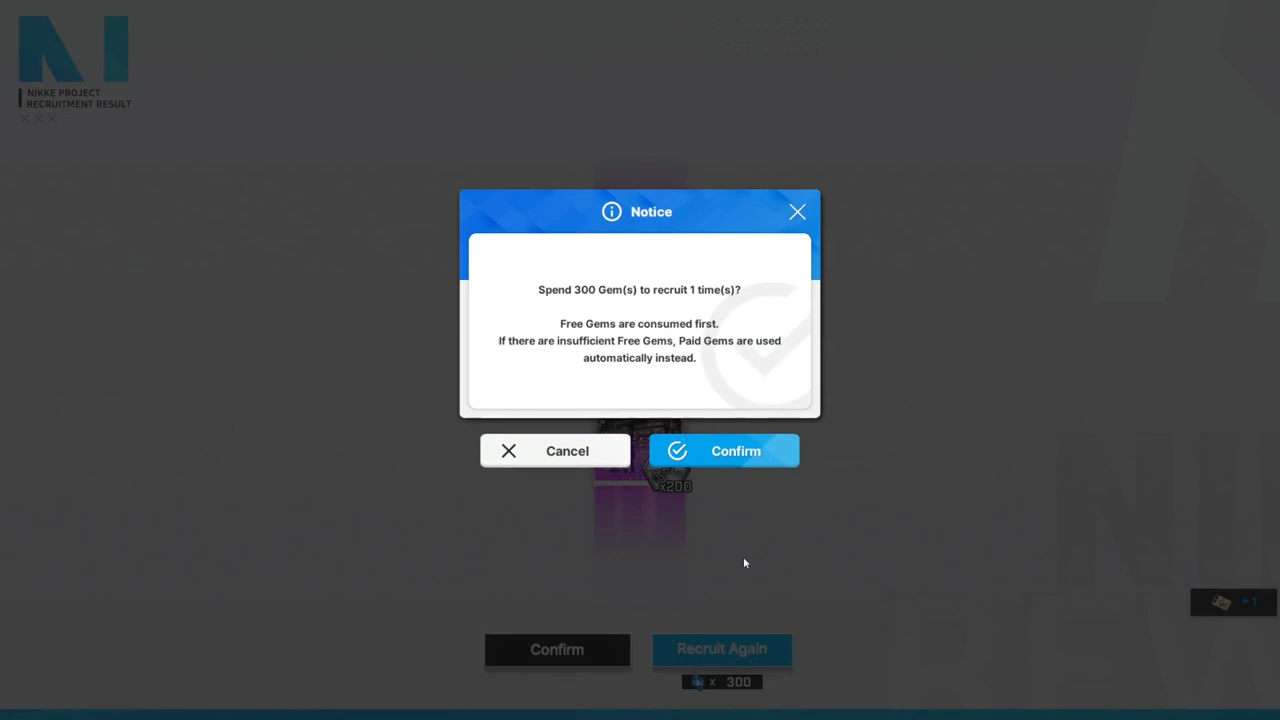 NIKKE PROJECT
RECRUITMENT RESULT
Notice
Spend 300 Gem(s) to recruit 1 time(s)?
Free Gems are consumed first.
If there are insufficient Free Gems, Paid Gems are used
automatically instead.
Cancel
Confirm
x200
+1
Confirm
Recruit Again
x 300